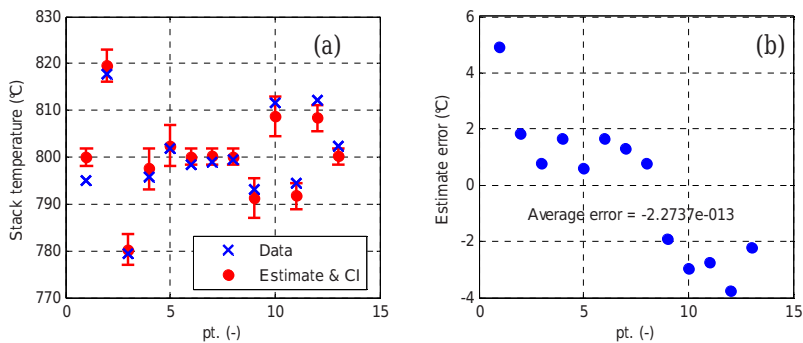 (a)
Stack temperature (°C)
830
820
810
800
790
780
770
Data
Estimate & CI
0
5
10
15
pt. (-)
(b)
Estimate error (°C)
6
4
2
0
-2
-4
Average error = -2.2737e-013
0
5
10
15
pt. (-)